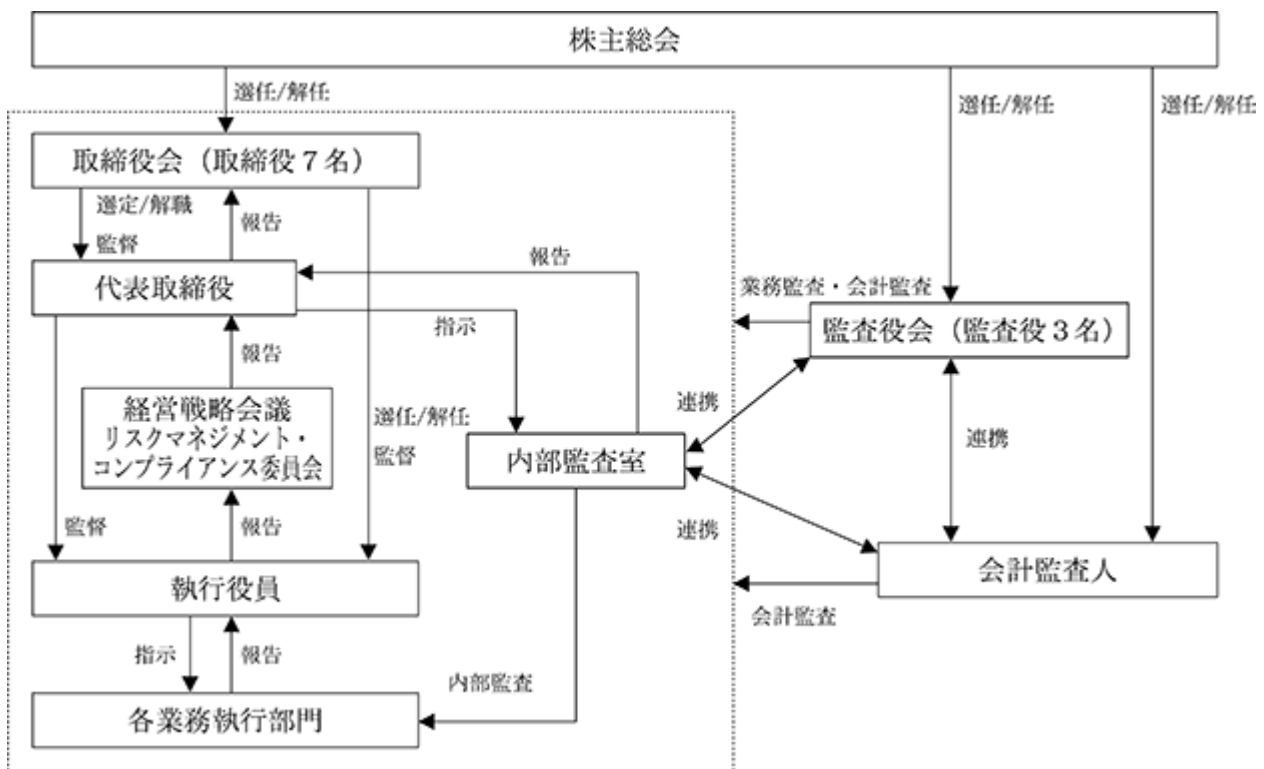 株主総会
選任/解任
選任/解任
選任/解任
取締役会（取締役７名）
選定/解職
監督
報告
代表取締役
報告
指示
業務監査・会計監査
監査役会（監査役３名）
報告
経営戦略会議
リスクマネジメント・
コンプライアンス委員会
選任/解任
監督
連携
内部監査室
連携
監督
報告
連携
執行役員
会計監査人
会計監査
指示
報告
内部監査
各業務執行部門